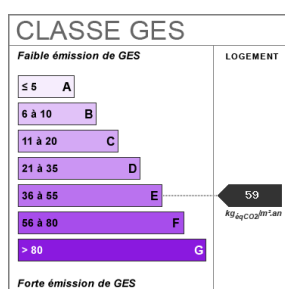 CLASSE GES
Faible émission de GES
LOGEMENT
≤ 5 A
6 à 10 B
11 à 20 C
21 à 35 D
36 à 55 E
59
kgéqCO2/m².an
56 à 80 F
> 80 G
Forte émission de GES